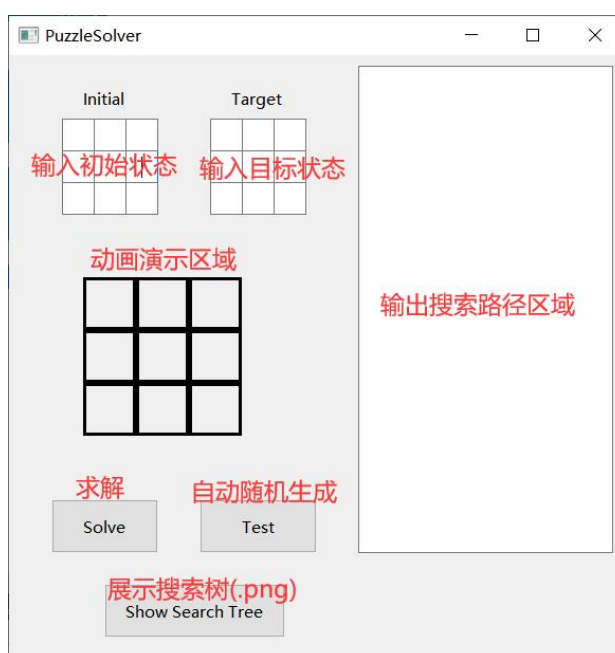 PuzzleSolver
Initial
Target
输入初始状态
输入目标状态
动画演示区域
输出搜索路径区域
求解
自动随机生成
Solve
Test
展示搜索树(.png)
Show Search Tree